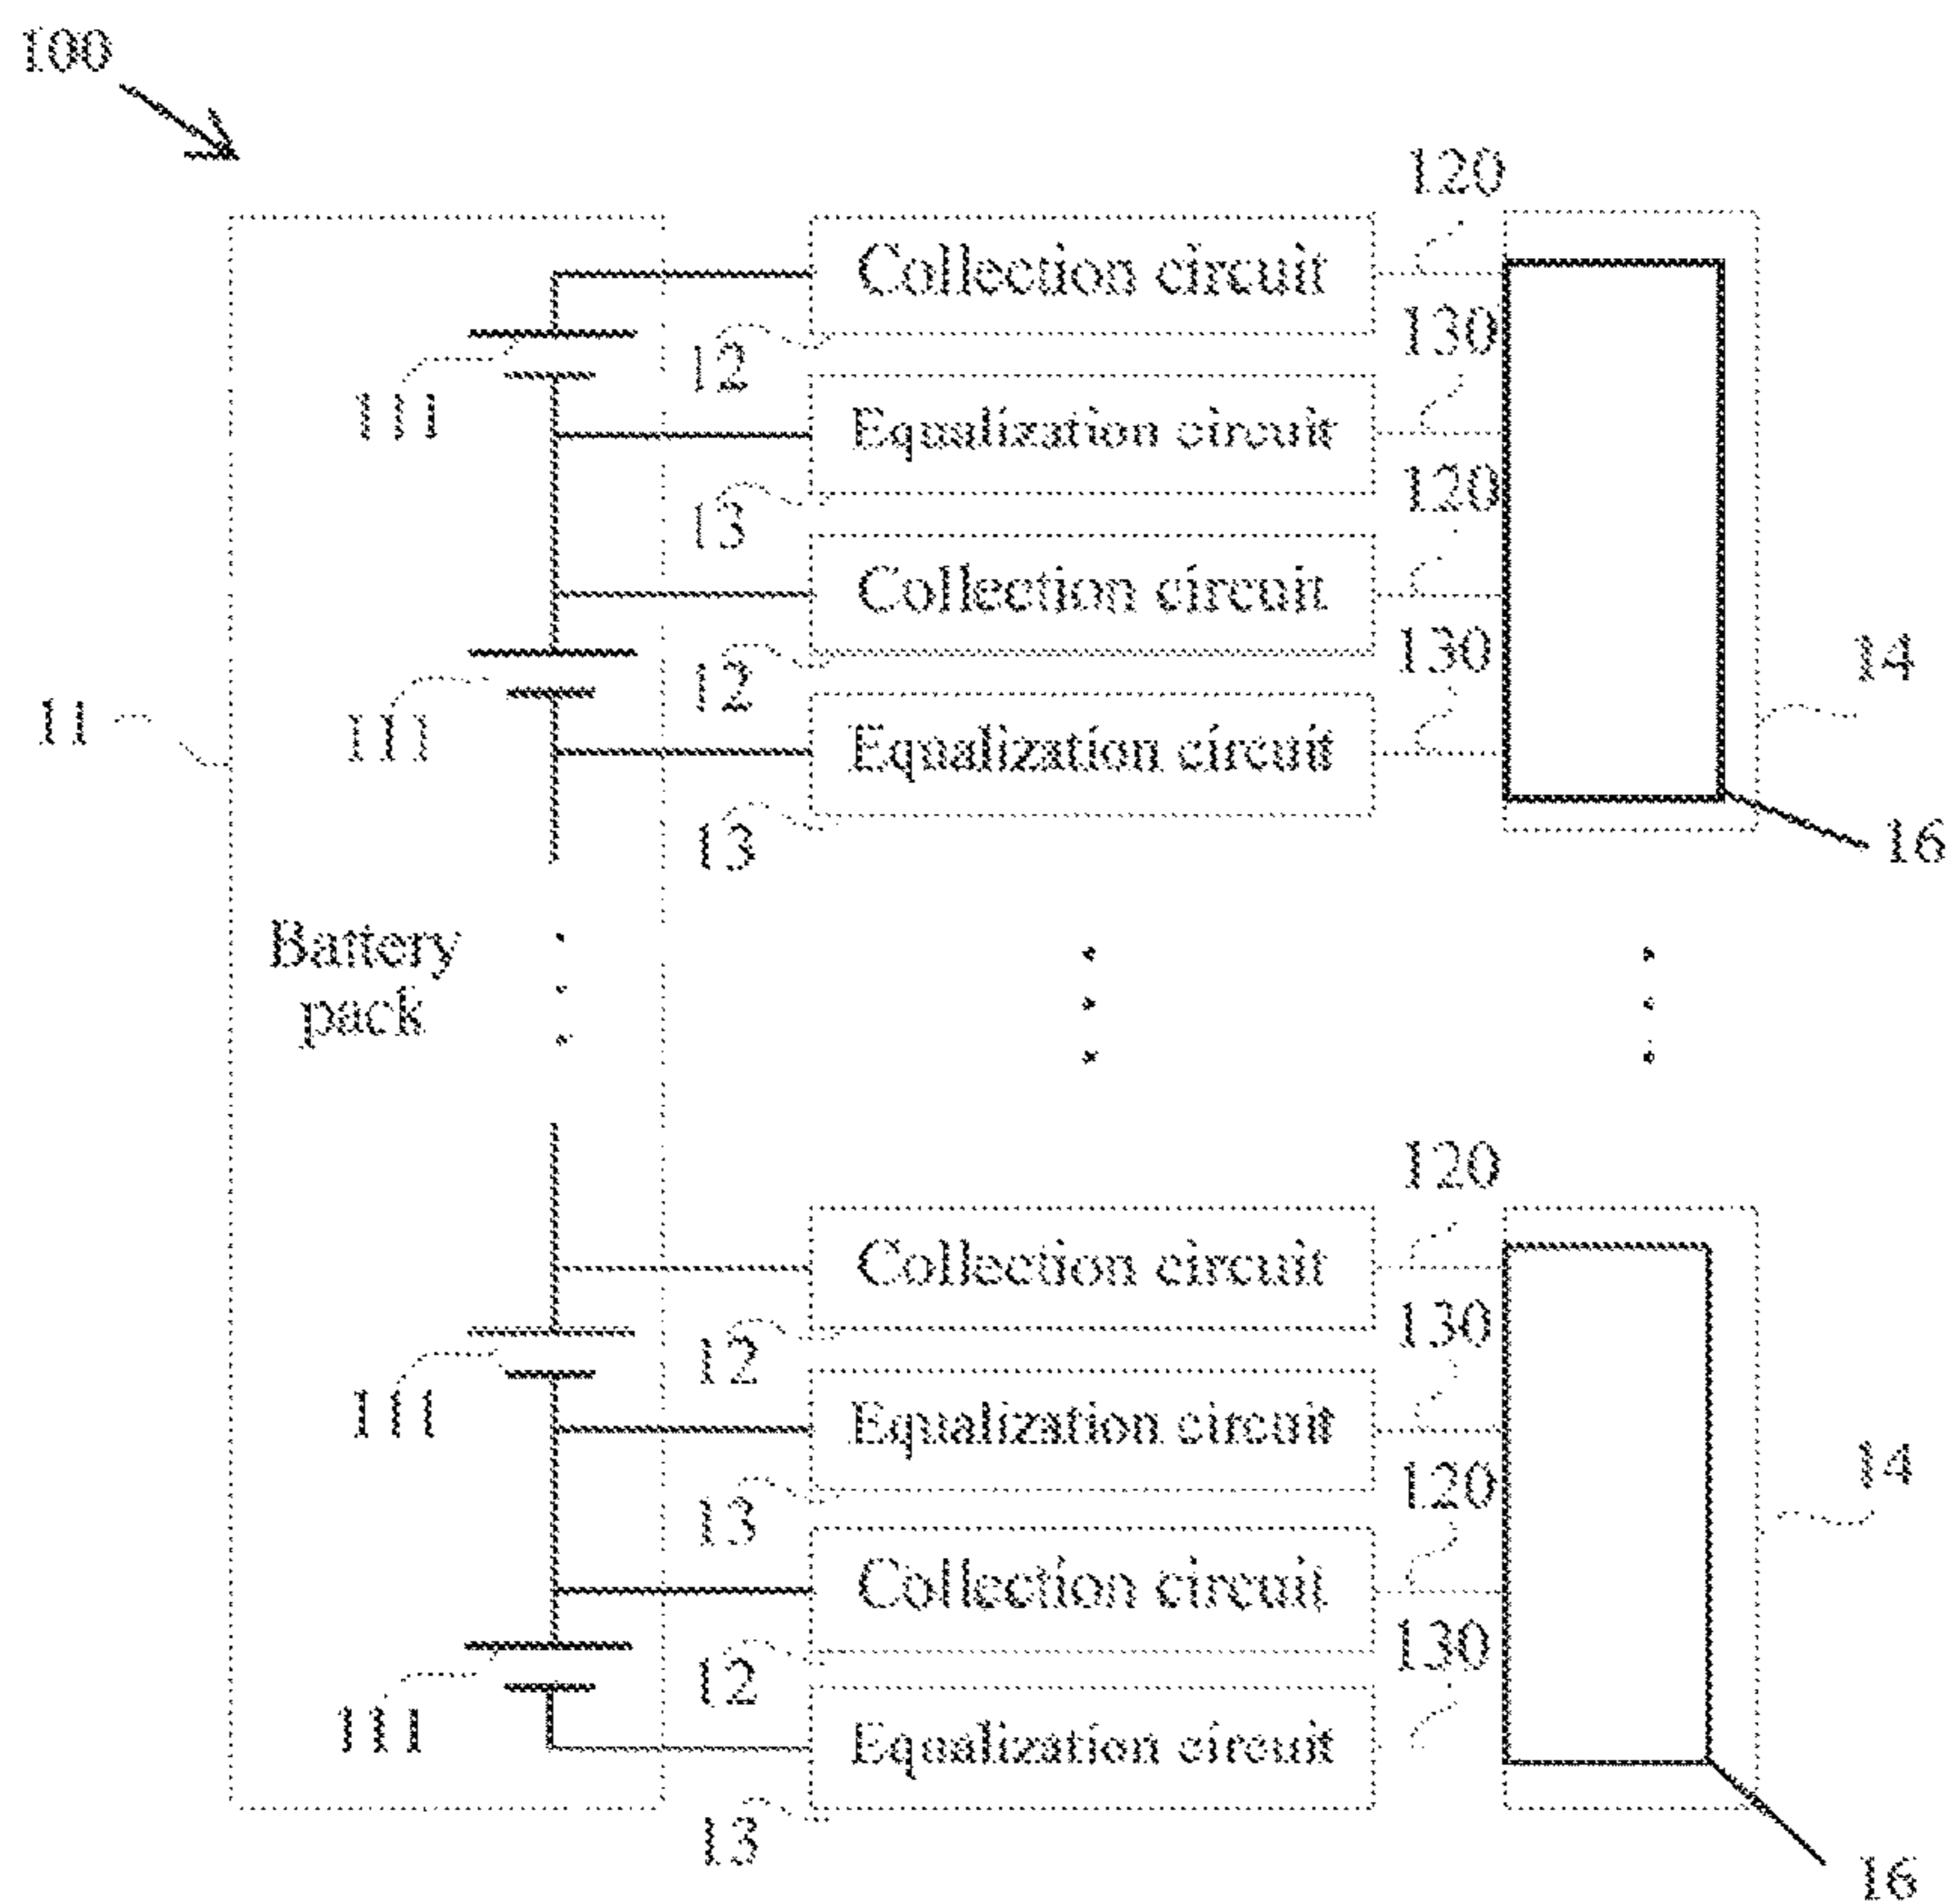 100
120
Collection circuit
130
12
111
Equalization circuit
120
13
Collection circuit
130
14
12
11
111
Equalization circuit
13
16
Battery
pack
120
Collection circuit
130
12
111
Equalization circuit
14
120
13
Collection circuit
130
12
111
Equalization circuit
13
16